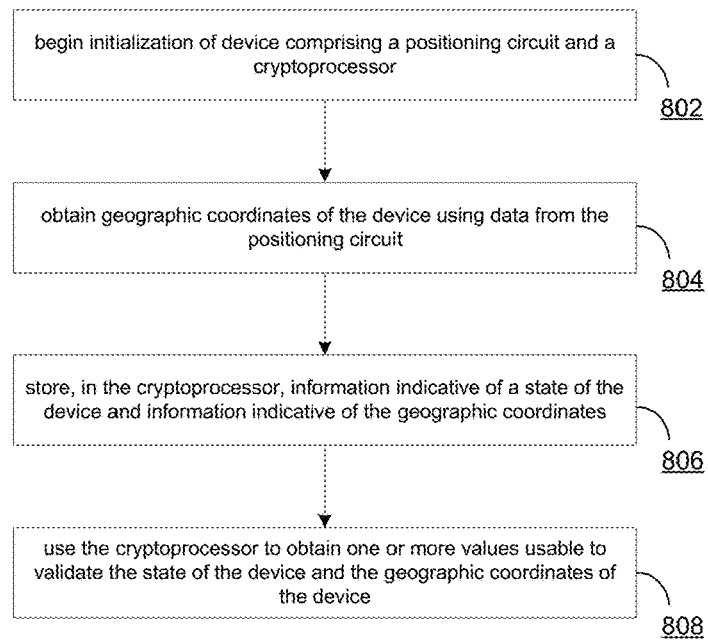 begin initialization of device comprising a positioning circuit and a
cryptoprocessor
802
obtain geographic coordinates of the device using data from the
positioning circuit
804
store, in the cryptoprocessor, information indicative of a state of the
device and information indicative of the geographic coordinates
806
use the cryptoprocessor to obtain one or more values usable to
validate the state of the device and the geographic coordinates of
the device
808